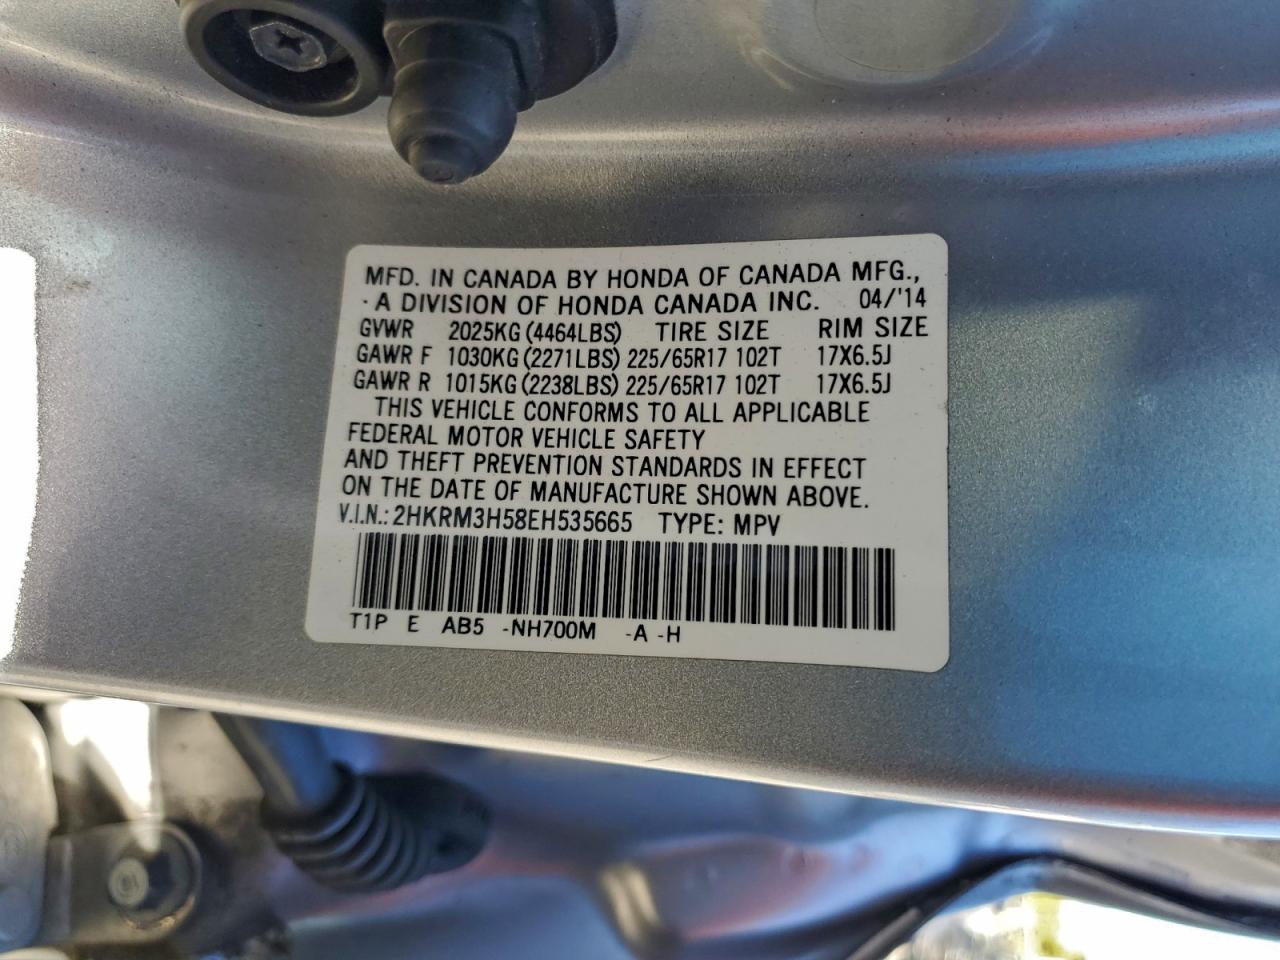 MFD. IN CANADA BY HONDA OF CANADA MFG.,
A DIVISION OF HONDA CANADA INC. 04/'14
GVWR 2025KG (4464LBS) TIRE SIZE RIM SIZE
GAWR F 1030KG (2271LBS) 225/65R17 102T 17X6.5J
GAWR R 1015KG (2238LBS) 225/65R17 102T 17X6.5J
THIS VEHICLE CONFORMS TO ALL APPLICABLE
FEDERAL MOTOR VEHICLE SAFETY
AND THEFT PREVENTION STANDARDS IN EFFECT
ON THE DATE OF MANUFACTURE SHOWN ABOVE.
V.I.N.: 2HKRM3H58EH535665 TYPE: MPV
T1P E AB5 -NH700M -A -H